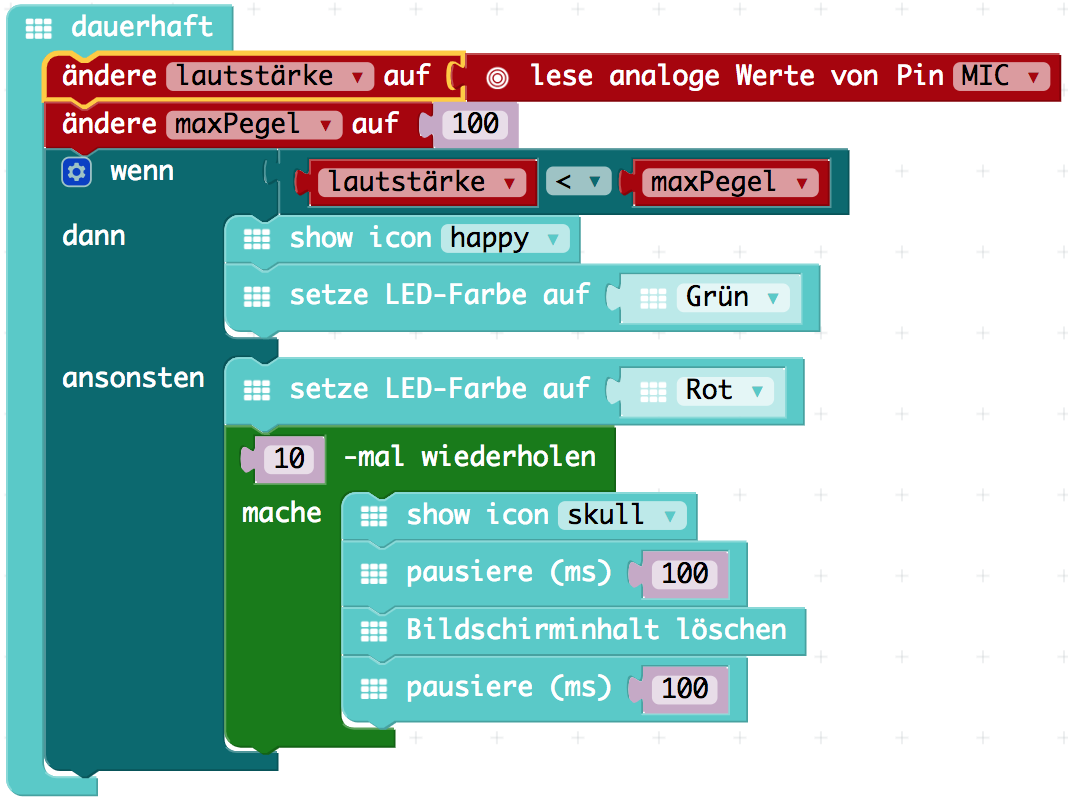 dauerhaft
ändere lautstärke auf lese analoge Werte von Pin MIC
ändere maxPegel auf 100
wenn lautstärke < maxPegel
dann show icon happy
setze LED-Farbe auf Grün
ansonsten setze LED-Farbe auf Rot
10 -mal wiederholen
mache show icon skull
pausiere (ms) 100
Bildschirminhalt löschen
pausiere (ms) 100